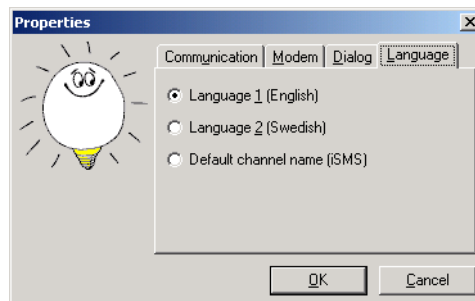 Properties
Communication Modem Dialog Language
Language 1 (English)
Language 2 (Swedish)
Default channel name (iSMS)
OK Cancel